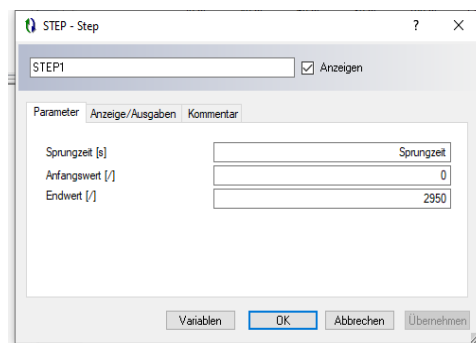 STEP - Step
? X
STEP1
Anzeigen
Parameter Anzeige/Ausgaben Kommentar
Sprungzeit [s] Sprungzeit
Anfangswert [/] 0
Endwert [/] 2950
Variablen OK Abbrechen Übernehmen